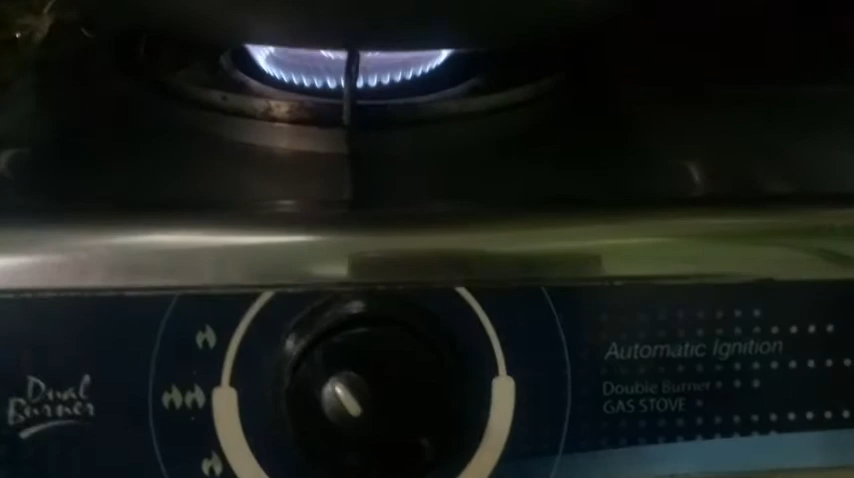 Dual
Burner
Automatic Ignition
Double Burner
GAS STOVE